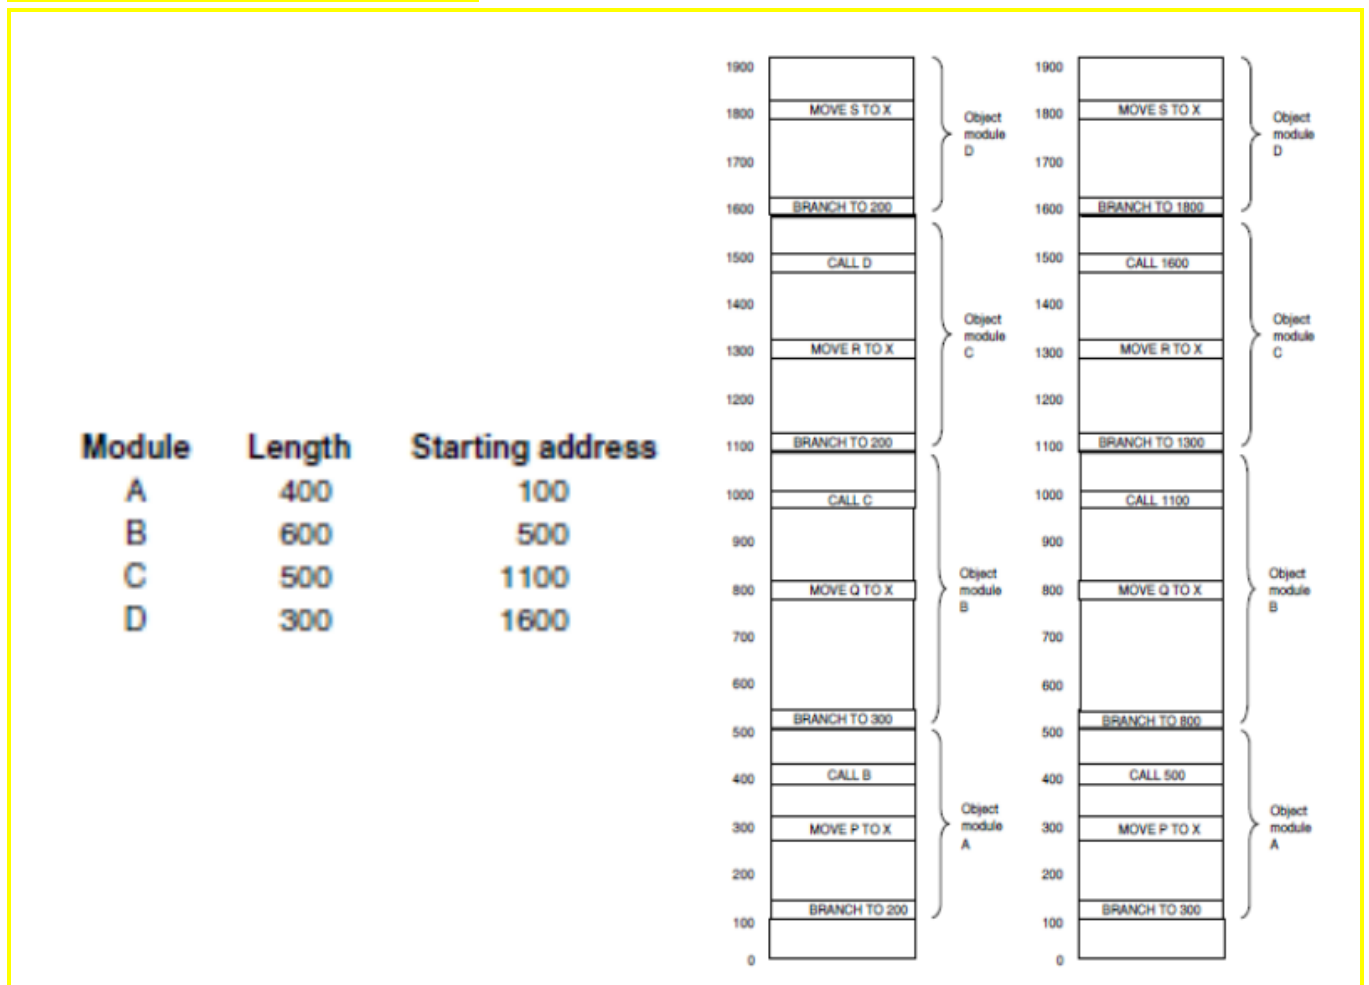 Module Length Starting address
A 400 100
B 600 500
C 500 1100
D 300 1600
1900
1800 MOVE S TO X
Object
module
D
1700
1600 BRANCH TO 200
1500 CALL D
1400
Object
module
C
1300 MOVE R TO X
1200
1100 BRANCH TO 200
1000 CALL C
900
Object
module
B
800 MOVE Q TO X
700
600
BRANCH TO 300
500
400 CALL B
Object
module
A
300 MOVE P TO X
200
BRANCH TO 200
100
0
1900
1800 MOVE S TO X
Object
module
D
1700
1600 BRANCH TO 1800
1500 CALL 1600
1400
Object
module
C
1300 MOVE R TO X
1200
1100 BRANCH TO 1300
1000 CALL 1100
900
Object
module
B
800 MOVE Q TO X
700
600
BRANCH TO 800
500
400 CALL 500
Object
module
A
300 MOVE P TO X
200
BRANCH TO 300
100
0